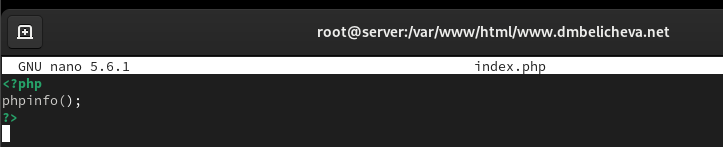 root@server:/var/www/html/www.dmbelicheva.net
GNU nano 5.6.1 index.php
<?php
phpinfo();
?>